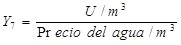 Y₇ = U / m³
Pr ecio del agua / m³